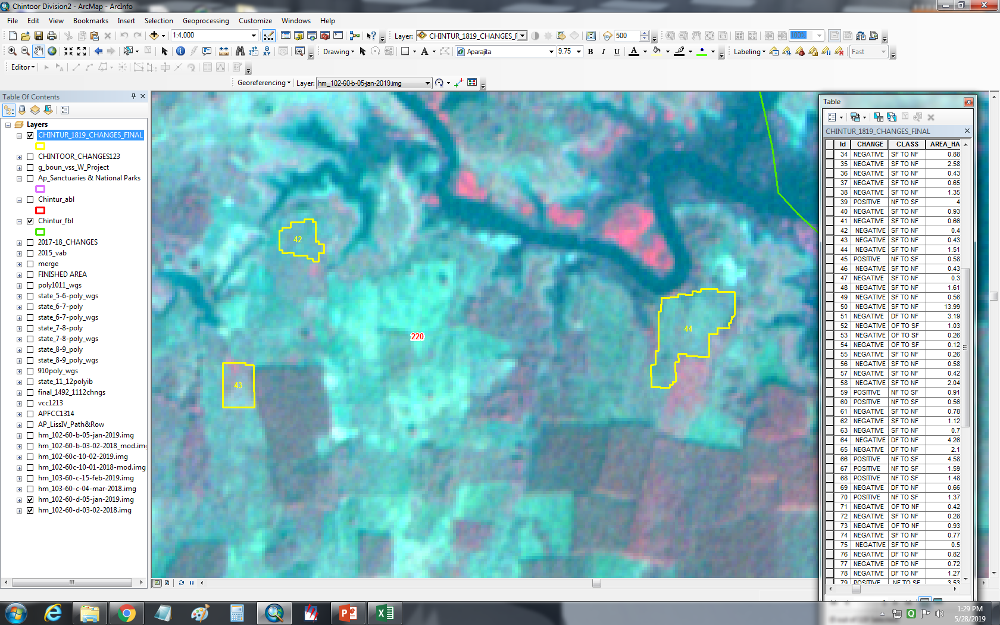 Chintoor Division2 - ArcMap - ArcInfo
File Edit View Bookmarks Insert Selection Geoprocessing Customize Windows Help
1:4,000
Layer: CHINTUR_1819_CHANGES_F
500
100%
Drawing
Aparajita
9.75
B I U A
Labeling
Fast
Editor
Georeferencing Layer: hm_102-60-b-05-jan-2019.img
Table Of Contents
Layers
CHINTUR_1819_CHANGES_FINAL
CHINTOOR_CHANGES123
g_boun_vss_W_Project
Ap_Sanctuaries & National Parks
Chintur_abl
Chintur_fbl
2017-18_CHANGES
2015_vab
merge
FINISHED AREA
poly1011_wgs
state_5-6-poly_wgs
state_6-7-poly
state_6-7-poly_wgs
state_7-8-poly
state_7-8-poly_wgs
state_8-9_poly
state_8-9_poly_wgs
910poly_wgs
state_11_12polyib
final_1492_1112chngs
vcc1213
APFCC1314
AP_LissIV_Path&Row
hm_102-60-b-05-jan-2019.img
hm_102-60-b-03-02-2018_mod.im
hm_102-60c-10-02-2019.img
hm_102-60c-10-01-2018-mod.img
hm_103-60-c-15-feb-2019.img
hm_103-60-c-04-mar-2018.img
hm_102-60-d-05-jan-2019.img
hm_102-60-d-03-02-2018.img
42
44
220
43
Table
CHINTUR_1819_CHANGES_FINAL
Id CHANGE CLASS AREA_HA
34 NEGATIVE SF TO NF 0.88
35 NEGATIVE SF TO NF 2.58
36 NEGATIVE SF TO NF 0.43
37 NEGATIVE SF TO NF 0.65
38 NEGATIVE SF TO NF 1.35
39 POSITIVE NF TO SF 4
40 NEGATIVE SF TO NF 0.93
41 NEGATIVE SF TO NF 0.66
42 NEGATIVE SF TO NF 0.4
43 NEGATIVE SF TO NF 0.43
44 NEGATIVE SF TO NF 1.51
45 POSITIVE NF TO SF 0.58
46 NEGATIVE SF TO NF 0.43
47 NEGATIVE SF TO NF 0.3
48 NEGATIVE SF TO NF 1.61
49 NEGATIVE SF TO NF 0.56
50 NEGATIVE SF TO NF 13.99
51 NEGATIVE DF TO NF 3.19
52 NEGATIVE OF TO SF 1.03
53 NEGATIVE OF TO SF 0.26
54 NEGATIVE OF TO SF 0.12
55 NEGATIVE SF TO NF 0.26
56 NEGATIVE SF TO NF 0.58
57 NEGATIVE SF TO NF 0.42
58 NEGATIVE SF TO NF 2.04
59 POSITIVE NF TO SF 0.91
60 POSITIVE NF TO SF 0.56
61 NEGATIVE SF TO NF 0.78
62 NEGATIVE SF TO NF 1.12
63 NEGATIVE SF TO NF 0.7
64 NEGATIVE DF TO NF 4.26
65 NEGATIVE DF TO NF 2.1
66 POSITIVE NF TO SF 4.58
67 POSITIVE NF TO SF 1.59
68 POSITIVE NF TO SF 1.48
69 NEGATIVE DF TO NF 0.66
70 POSITIVE NF TO SF 1.37
71 NEGATIVE OF TO NF 0.42
72 NEGATIVE SF TO NF 0.28
73 NEGATIVE OF TO NF 0.93
74 NEGATIVE SF TO NF 0.77
75 NEGATIVE SF TO NF 0.5
76 NEGATIVE DF TO NF 0.82
77 NEGATIVE DF TO NF 0.72
78 NEGATIVE DF TO NF 1.27
79 POSITIVE NF TO SF 3.53
1:29 PM
5/28/2019